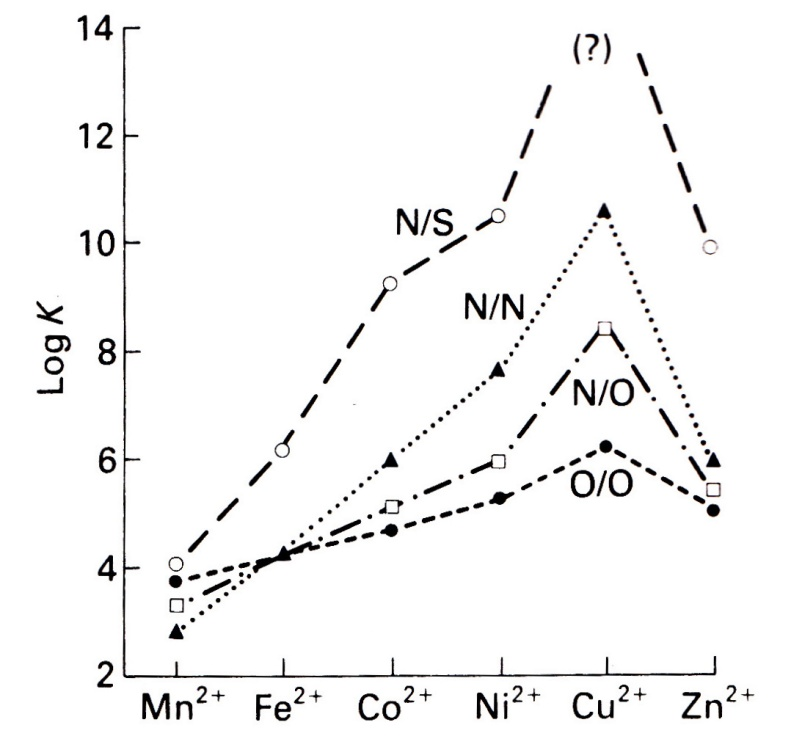 14
(?)
12
10
N/S
N/N
8
Log K
N/O
6
O/O
4
2
Mn²⁺ Fe²⁺ Co²⁺ Ni²⁺ Cu²⁺ Zn²⁺